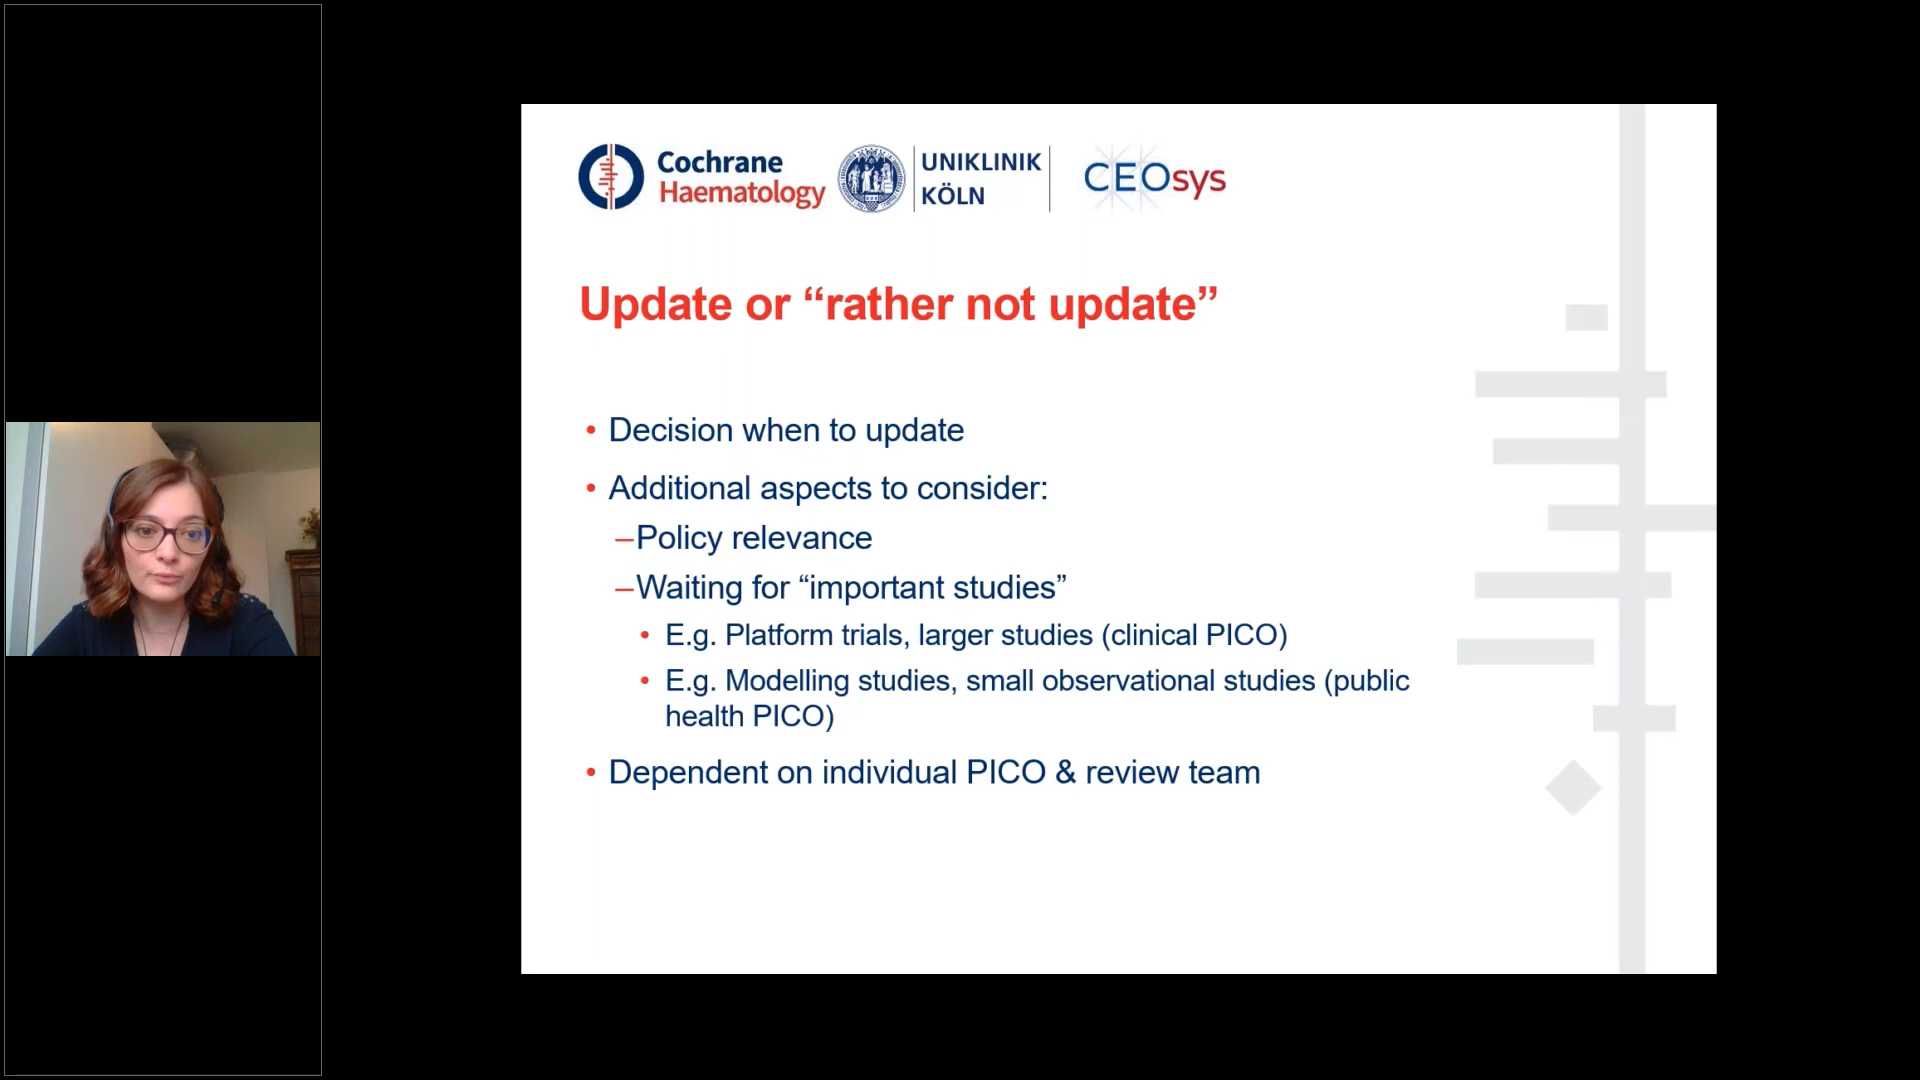 Cochrane
Haematology
UNIKLINIK
KÖLN
CEOsys
Update or “rather not update”
• Decision when to update
• Additional aspects to consider:
–Policy relevance
–Waiting for “important studies”
• E.g. Platform trials, larger studies (clinical PICO)
• E.g. Modelling studies, small observational studies (public
health PICO)
• Dependent on individual PICO & review team